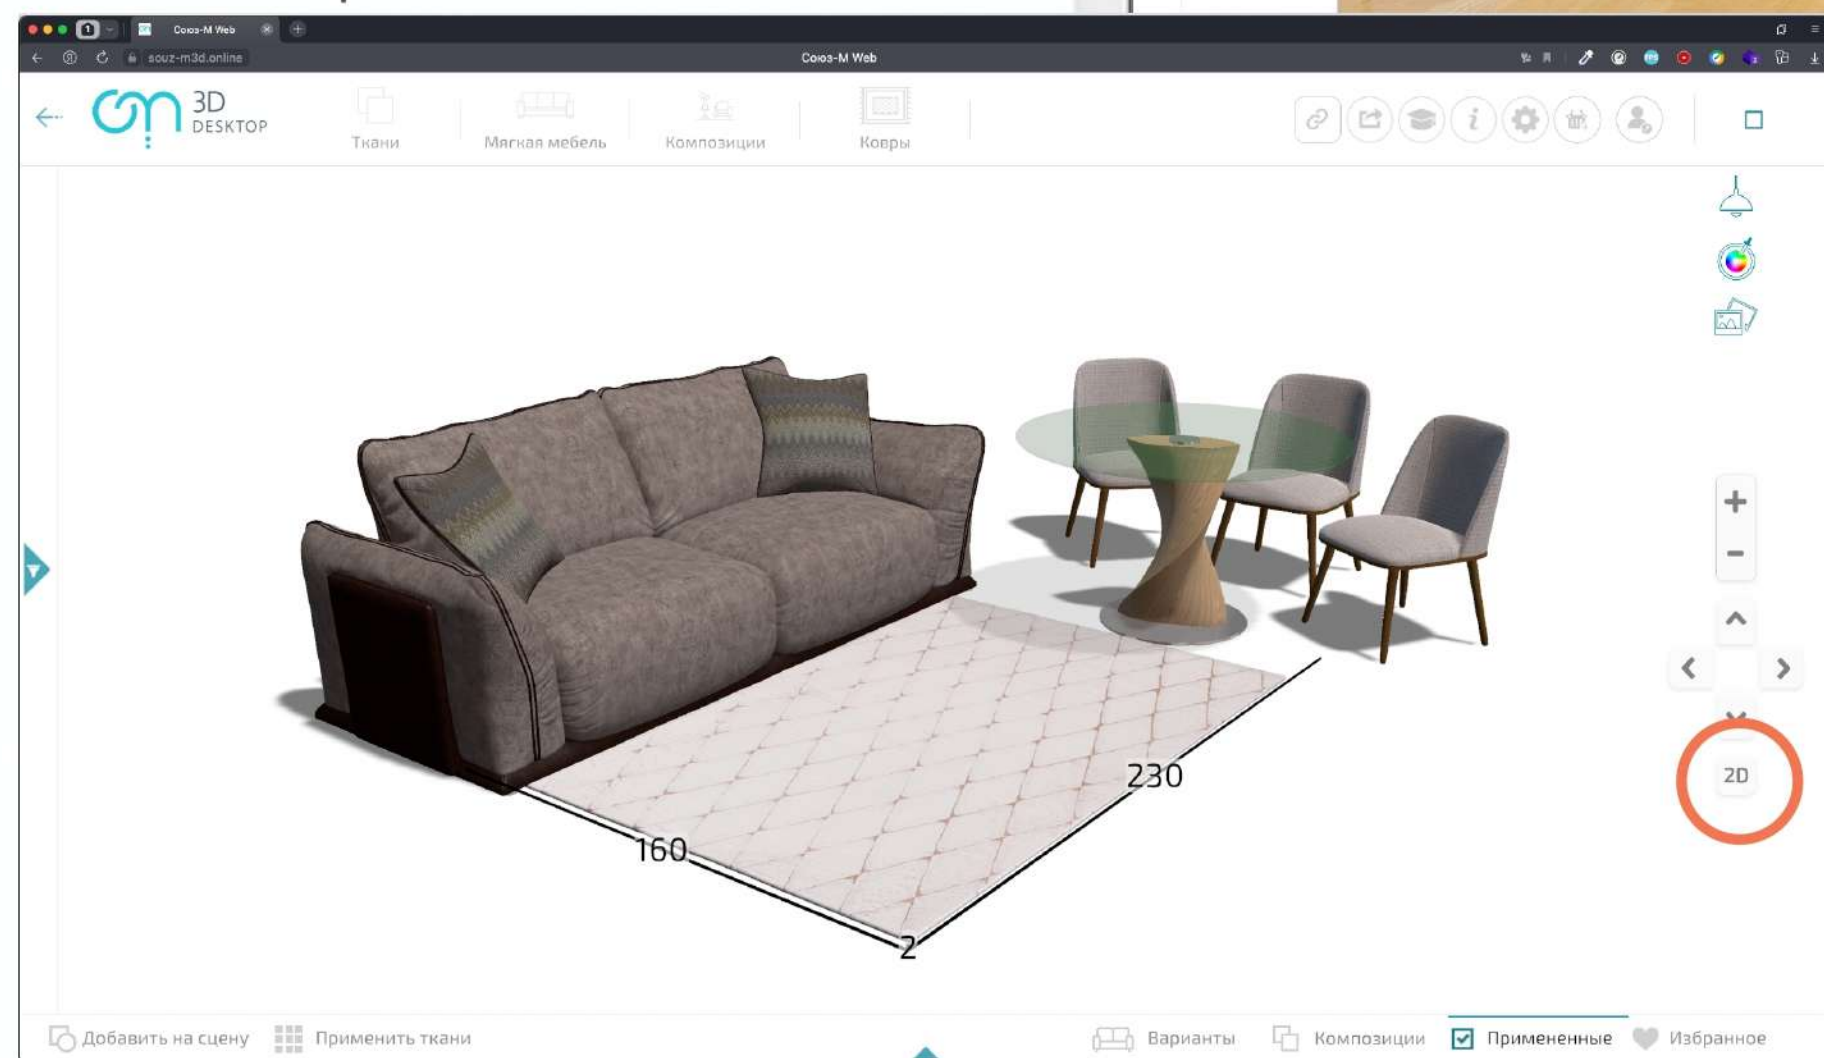 1
Союз-M Web
souz-m3d.online
Союз-M Web
3D
DESKTOP
Ткани
Мягкая мебель
Композиции
Ковры
i
2D
230
160
2
Добавить на сцену
Применить ткани
Варианты
Композиции
Примененные
Избранное